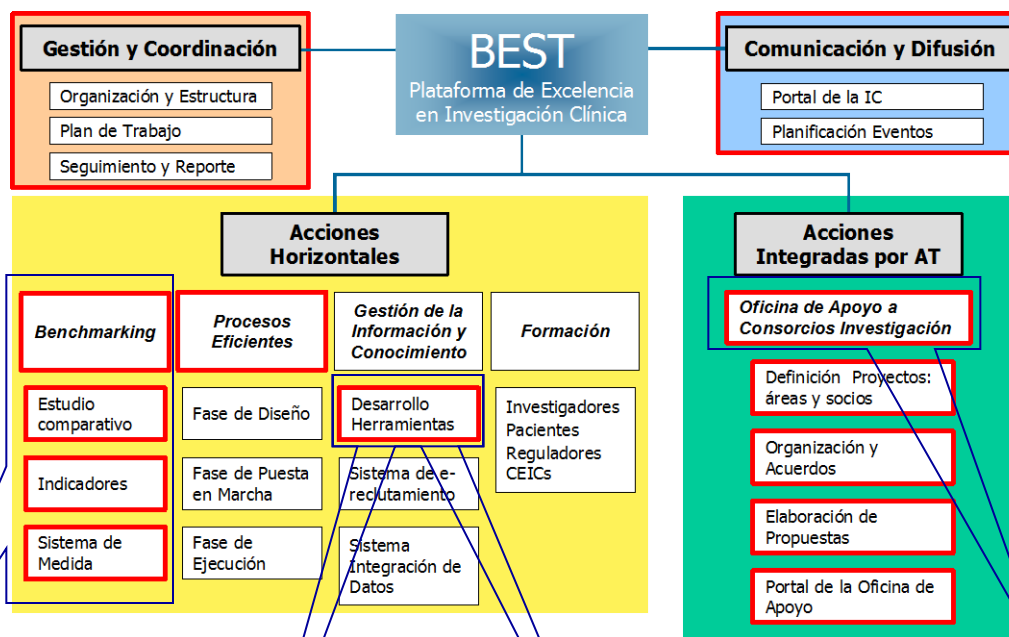 Gestión y Coordinación
Organización y Estructura
Plan de Trabajo
Seguimiento y Reporte
BEST
Plataforma de Excelencia
en Investigación Clínica
Comunicación y Difusión
Portal de la IC
Planificación Eventos
Acciones
Horizontales
Benchmarking
Estudio
comparativo
Indicadores
Sistema de
Medida
Procesos
Eficientes
Fase de Diseño
Fase de Puesta
en Marcha
Fase de
Ejecución
Gestión de la
Información y
Conocimiento
Desarrollo
Herramientas
Sistema de e-
reclutamiento
Sistema
Integración de
Datos
Formación
Investigadores
Pacientes
Reguladores
CEICs
Acciones
Integradas por AT
Oficina de Apoyo a
Consorcios Investigación
Definición Proyectos:
áreas y socios
Organización y
Acuerdos
Elaboración de
Propuestas
Portal de la Oficina de
Apoyo